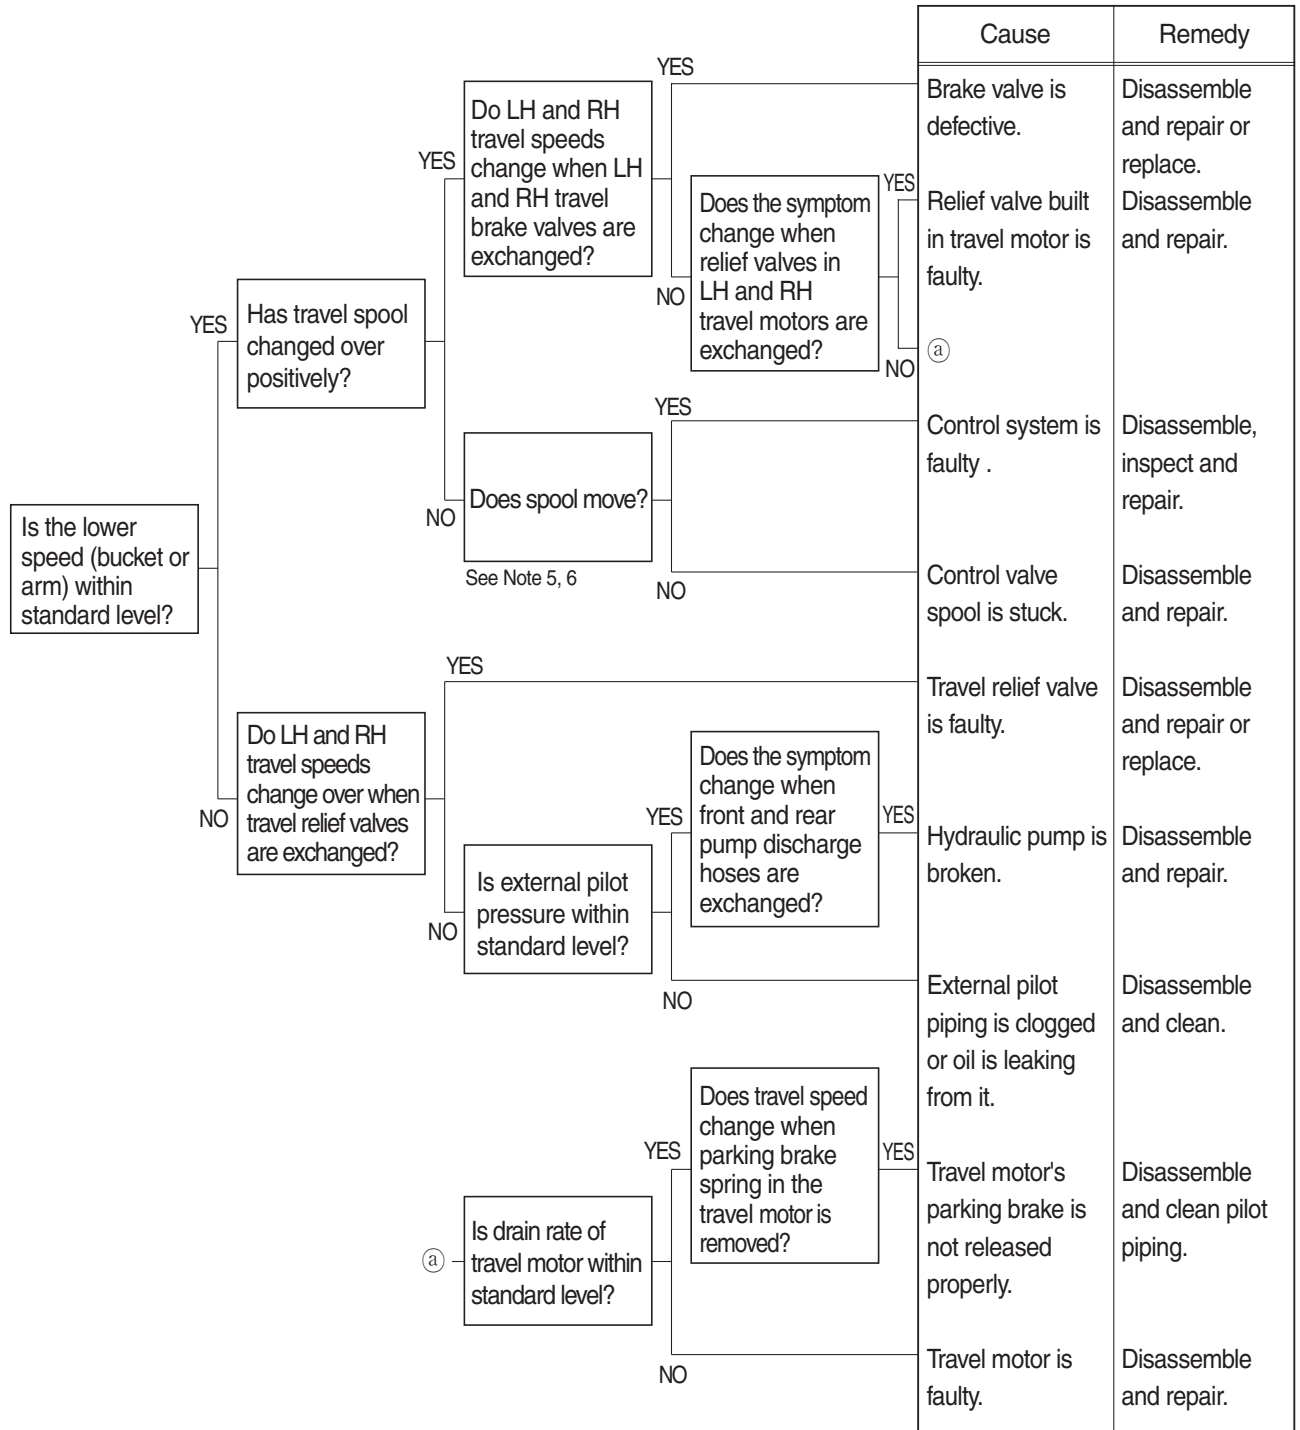 Cause
Remedy
YES
Brake valve is
defective.
Disassemble
and repair or
replace.
Do LH and RH
travel speeds
change when LH
and RH travel
brake valves are
exchanged?
YES
YES
Relief valve built
in travel motor is
faulty.
Disassemble
and repair.
Does the symptom
change when
relief valves in
LH and RH
travel motors are
exchanged?
NO
NO
ⓐ
YES
Has travel spool
changed over
positively?
YES
Control system is
faulty .
Disassemble,
inspect and
repair.
Does spool move?
NO
See Note 5, 6
NO
Control valve
spool is stuck.
Disassemble
and repair.
Is the lower
speed (bucket or
arm) within
standard level?
YES
Travel relief valve
is faulty.
Disassemble
and repair or
replace.
Do LH and RH
travel speeds
change over when
travel relief valves
are exchanged?
NO
Does the symptom
change when
front and rear
pump discharge
hoses are
exchanged?
YES
YES
Hydraulic pump is
broken.
Disassemble
and repair.
Is external pilot
pressure within
standard level?
NO
NO
External pilot
piping is clogged
or oil is leaking
from it.
Disassemble
and clean.
Does travel speed
change when
parking brake
spring in the
travel motor is
removed?
YES
YES
Travel motor's
parking brake is
not released
properly.
Disassemble
and clean pilot
piping.
ⓐ
Is drain rate of
travel motor within
standard level?
NO
Travel motor is
faulty.
Disassemble
and repair.